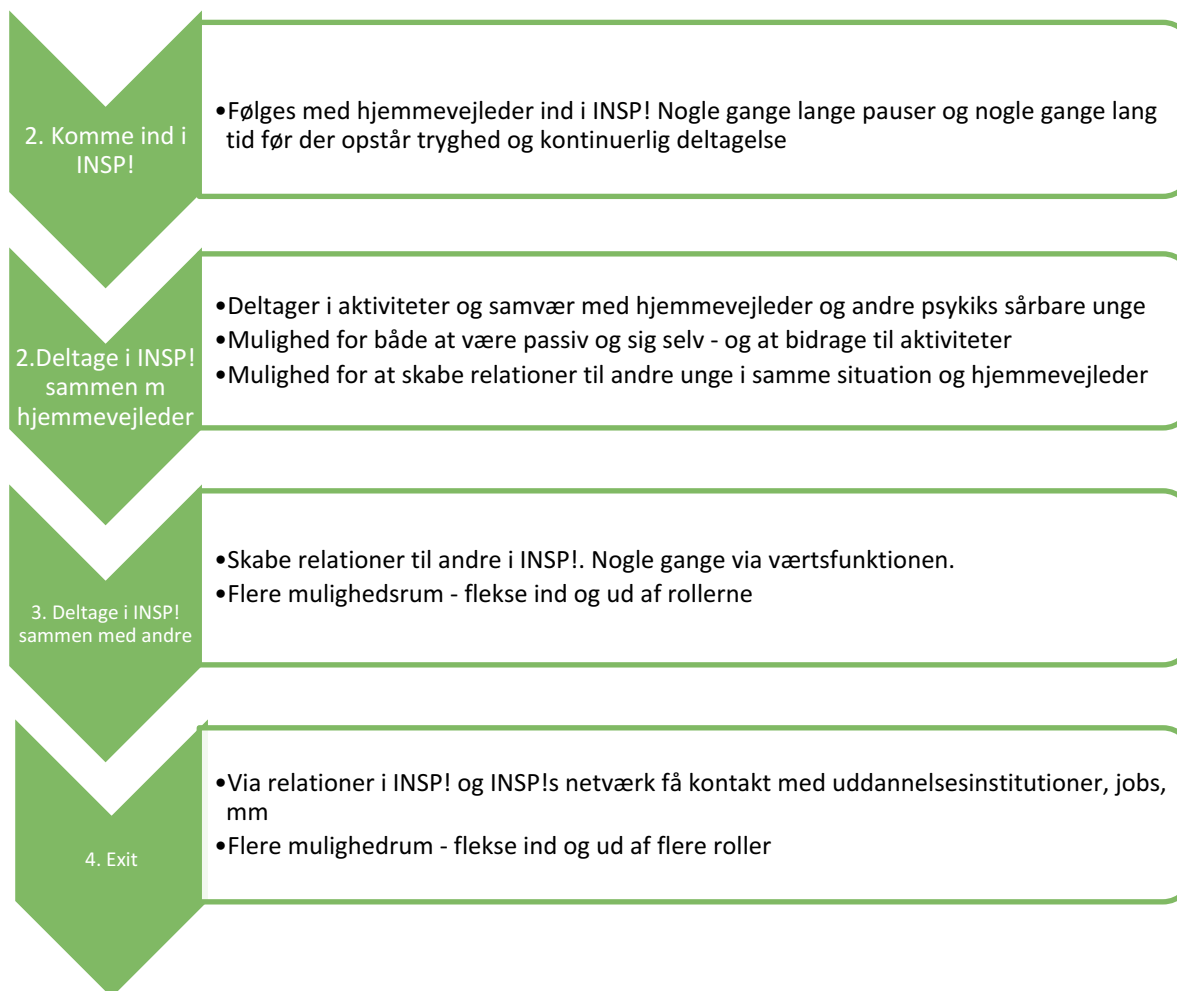 2. Komme ind i
INSP!
•Følges med hjemmevejleder ind i INSP! Nogle gange lange pauser og nogle gange lang
tid før der opstår tryghed og kontinuerlig deltagelse
2.Deltage i INSP!
sammen m
hjemmevejleder
•Deltager i aktiviteter og samvær med hjemmevejleder og andre psykiks sårbare unge
•Mulighed for både at være passiv og sig selv - og at bidrage til aktiviteter
•Mulighed for at skabe relationer til andre unge i samme situation og hjemmevejleder
3. Deltage i INSP!
sammen med andre
•Skabe relationer til andre i INSP!. Nogle gange via værtsfunktionen.
•Flere mulighedsrum - flekse ind og ud af rollerne
4. Exit
•Via relationer i INSP! og INSP!s netværk få kontakt med uddannelsesinstitutioner, jobs,
mm
•Flere mulighedrum - flekse ind og ud af flere roller